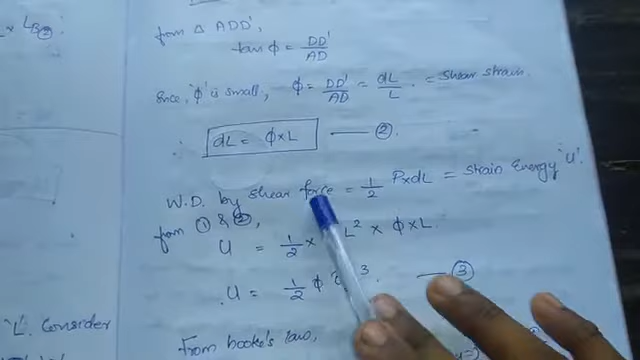 from Δ ADD',
tan φ = DD'/AD
Since, 'φ' is small, φ = DD'/AD = dL/L. = shear strain.
dL = φ×L —— ②.
W.D. by shear force = 1/2 P×dL = strain Energy 'U'
from ① & ②,
U = 1/2 × L² × φ×L.
U = 1/2 φ 3. —— ③
'L'. Consider
From hooke's law,